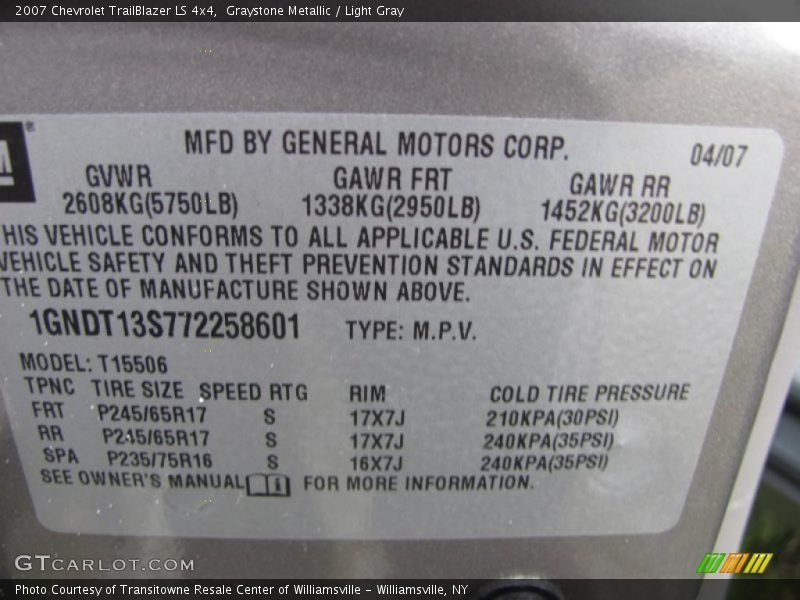 2007 Chevrolet TrailBlazer LS 4x4, Graystone Metallic / Light Gray
M
MFD BY GENERAL MOTORS CORP. 04/07
GVWR GAWR FRT GAWR RR
2608KG(5750LB) 1338KG(2950LB) 1452KG(3200LB)
HIS VEHICLE CONFORMS TO ALL APPLICABLE U.S. FEDERAL MOTOR
VEHICLE SAFETY AND THEFT PREVENTION STANDARDS IN EFFECT ON
THE DATE OF MANUFACTURE SHOWN ABOVE.
1GNDT13S772258601 TYPE: M.P.V.
MODEL: T15506
TPNC TIRE SIZE SPEED RTG RIM COLD TIRE PRESSURE
FRT P245/65R17 S 17X7J 210KPA(30PSI)
RR P245/65R17 S 17X7J 240KPA(35PSI)
SPA P235/75R16 S 16X7J 240KPA(35PSI)
SEE OWNER'S MANUAL i FOR MORE INFORMATION.
GTCARLOT.COM
Photo Courtesy of Transitowne Resale Center of Williamsville - Williamsville, NY